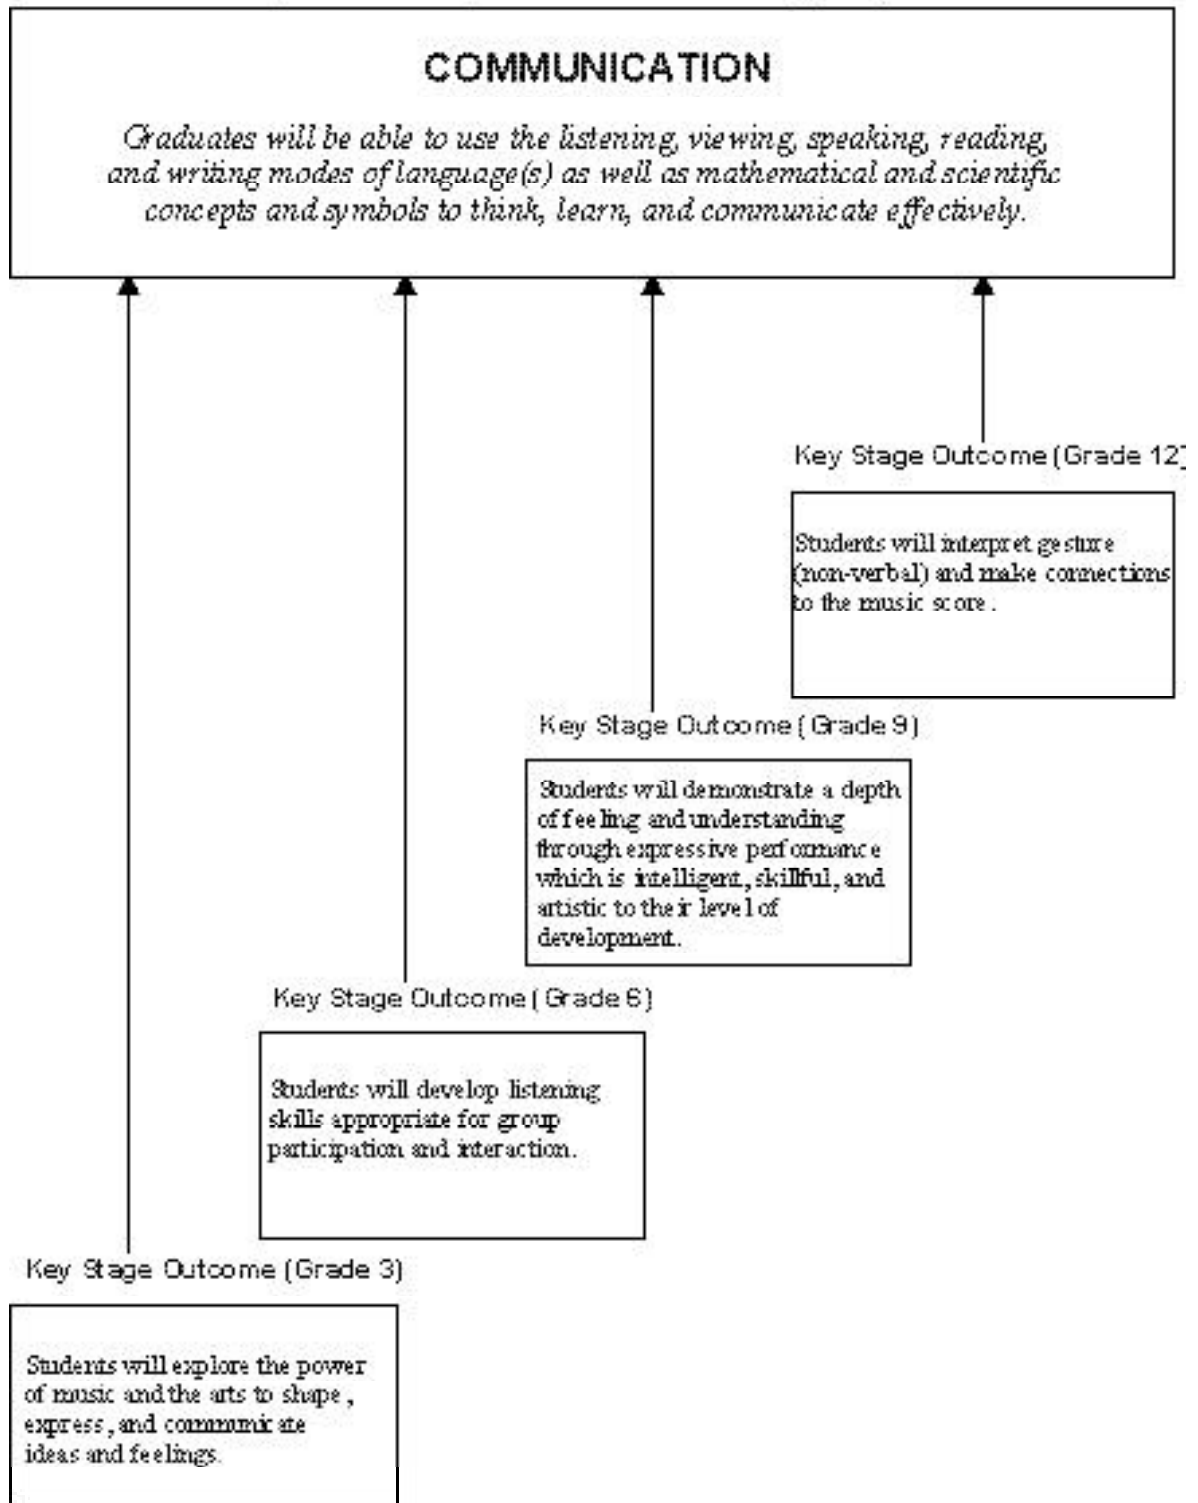 COMMUNICATION
Graduates will be able to use the listening, viewing, speaking, reading,
and writing modes of language(s) as well as mathematical and scientific
concepts and symbols to think, learn, and communicate effectively.
Key Stage Outcome (Grade 12)
Students will interpret gesture
(non-verbal) and make connections
to the music score.
Key Stage Outcome (Grade 9)
Students will demonstrate a depth
of feeling and understanding
through expressive performance
which is intelligent, skillful, and
artistic to their level of
development.
Key Stage Outcome (Grade 6)
Students will develop listening
skills appropriate for group
participation and interaction.
Key Stage Outcome (Grade 3)
Students will explore the power
of music and the arts to shape,
express, and communicate
ideas and feelings.